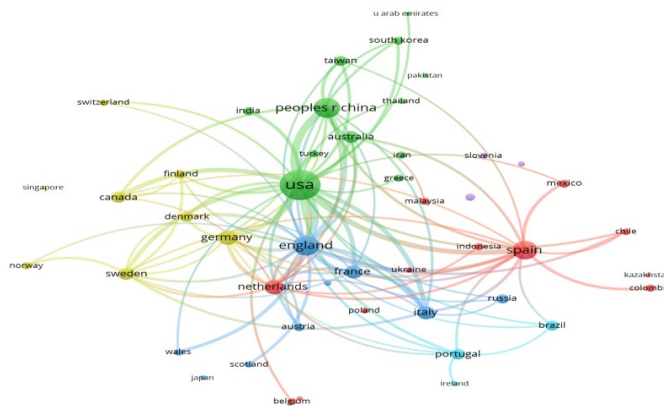 u arab emirates
south korea
taiwan
pakistan
switzerland
thailand
peoples r china
india
australia
turkey
iran
slovenia
finland
greece
mexico
singapore
usa
canada
malaysia
denmark
chile
germany
england
indonesia
spain
norway
sweden
france
ukraine
kazakhsta
netherlands
colombi
russia
poland
italy
austria
brazil
wales
portugal
scotland
japan
ireland
belgium